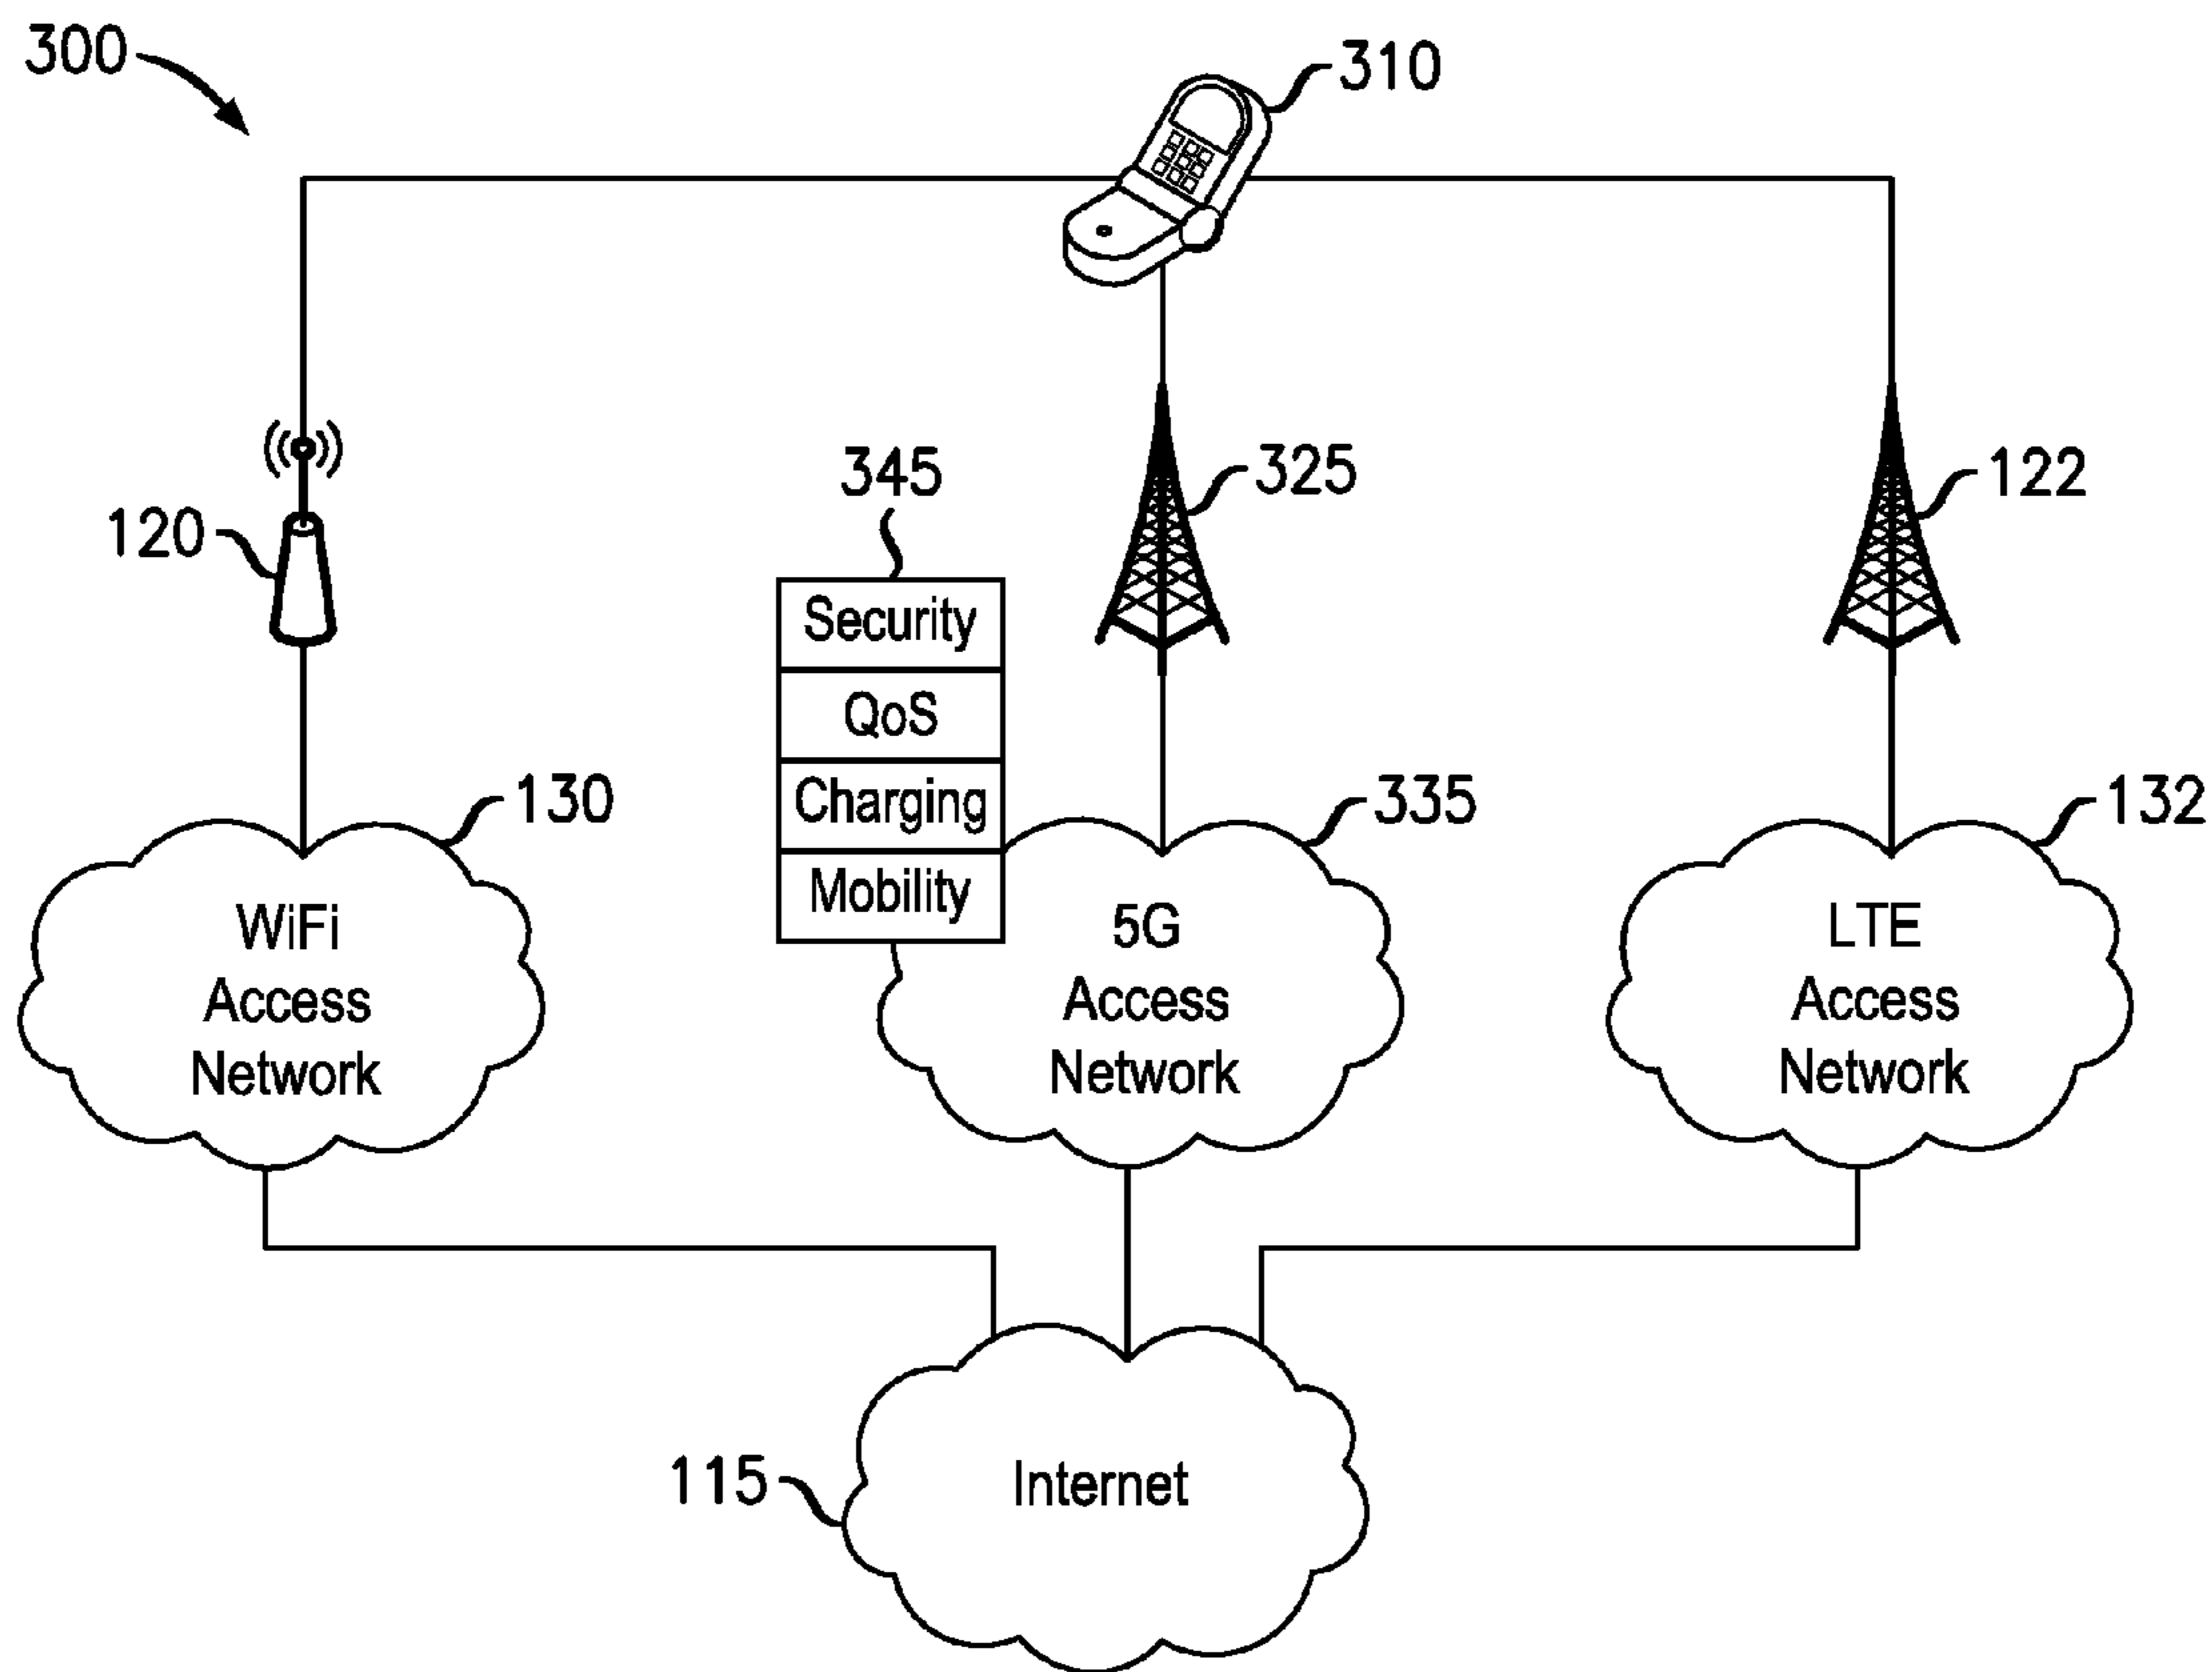 300
310
345
325
122
120
Security
QoS
Charging
Mobility
130
335
132
WiFi
Access
Network
5G
Access
Network
LTE
Access
Network
115
Internet